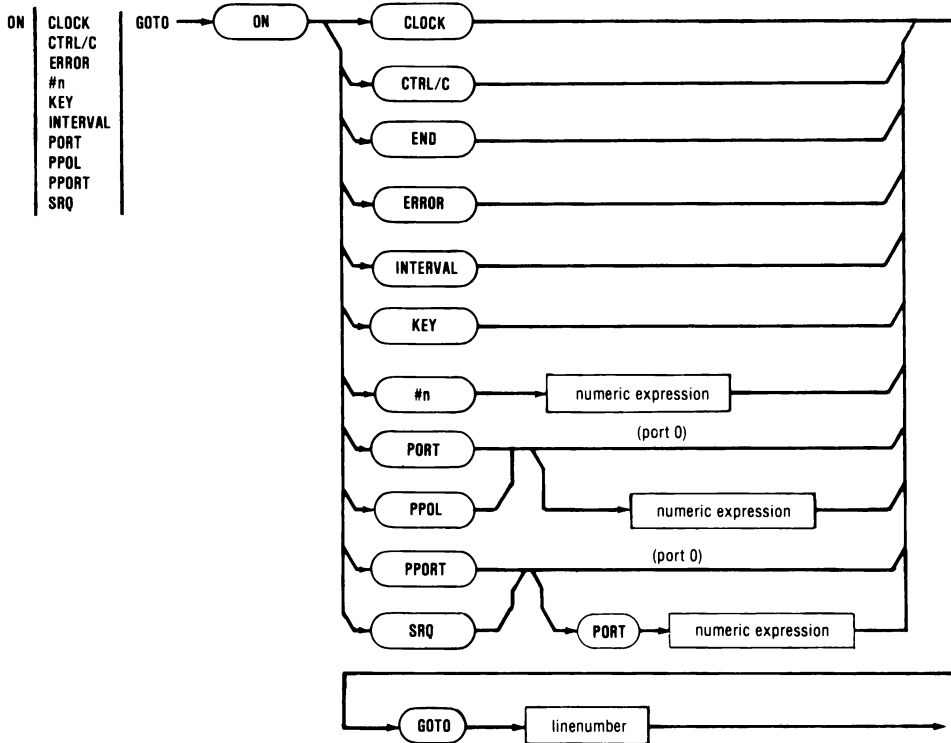 ON CLOCK GOTO ON CLOCK
CTRL/C
ERROR
#n
KEY
INTERVAL
PORT
PPOL
PPORT
SRQ
CTRL/C
END
ERROR
INTERVAL
KEY
#n numeric expression
PORT (port 0)
PPOL numeric expression
PPORT (port 0)
SRQ PORT numeric expression
GOTO linenumber